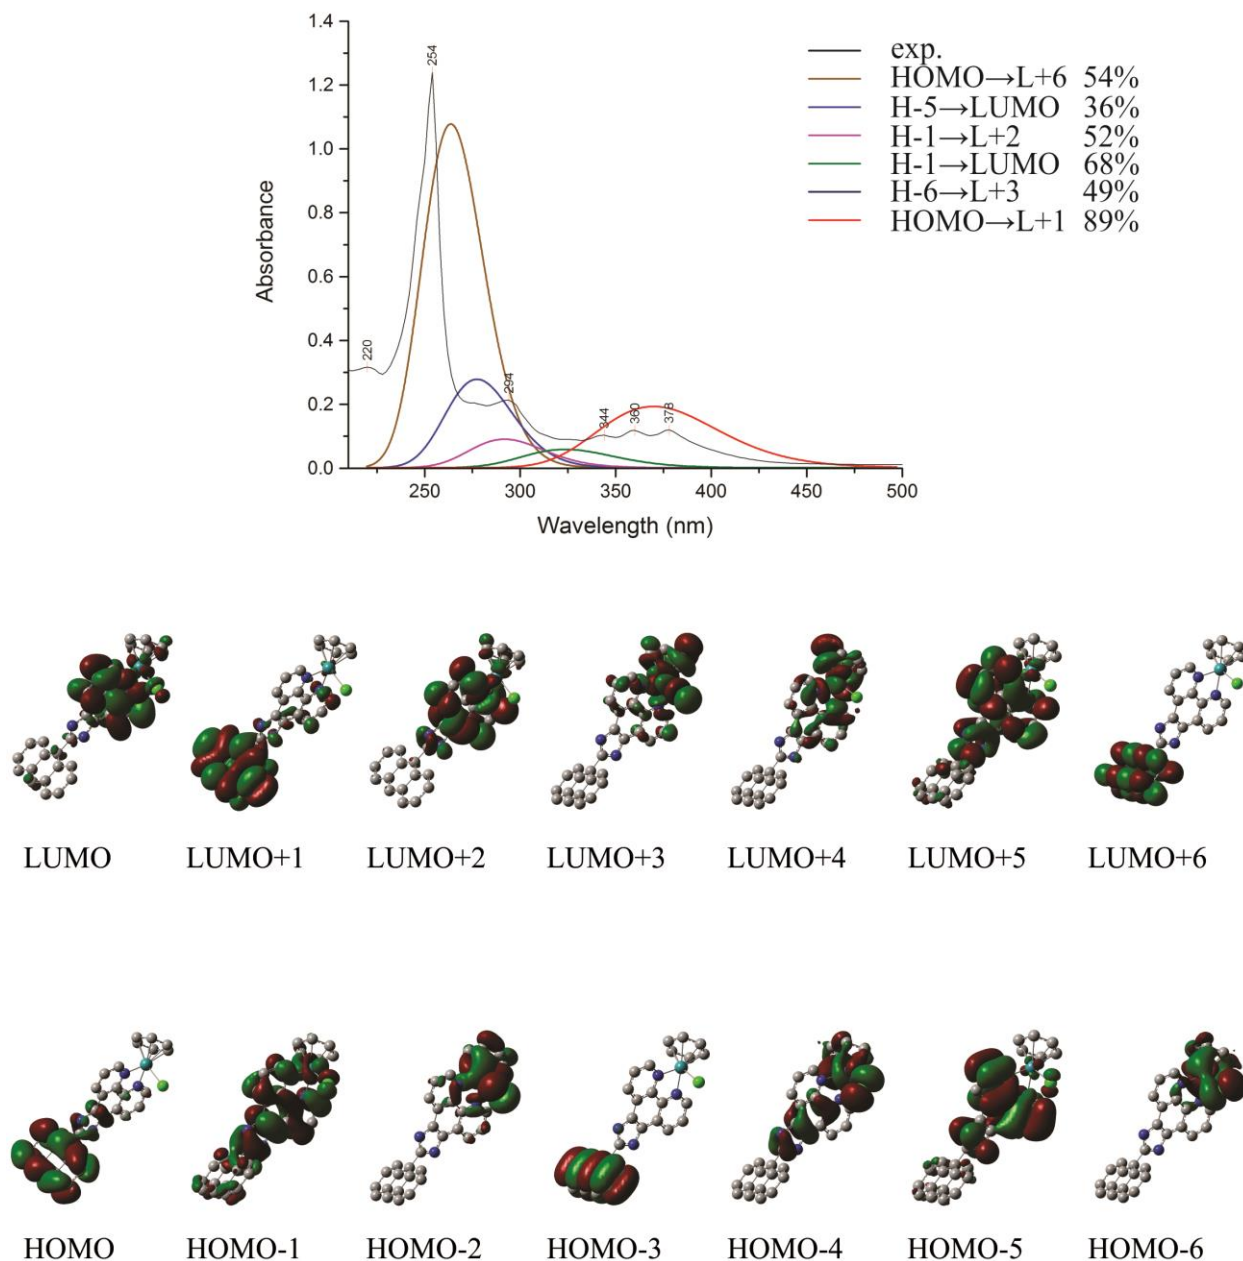 1.4
1.2
1.0
0.8
0.6
0.4
0.2
0.0
Absorbance
220
254
294
344
360
378
250
300
350
400
450
500
Wavelength (nm)
exp.
HOMO→L+6 54%
H-5→LUMO 36%
H-1→L+2 52%
H-1→LUMO 68%
H-6→L+3 49%
HOMO→L+1 89%
LUMO LUMO+1 LUMO+2 LUMO+3 LUMO+4 LUMO+5 LUMO+6
HOMO HOMO-1 HOMO-2 HOMO-3 HOMO-4 HOMO-5 HOMO-6